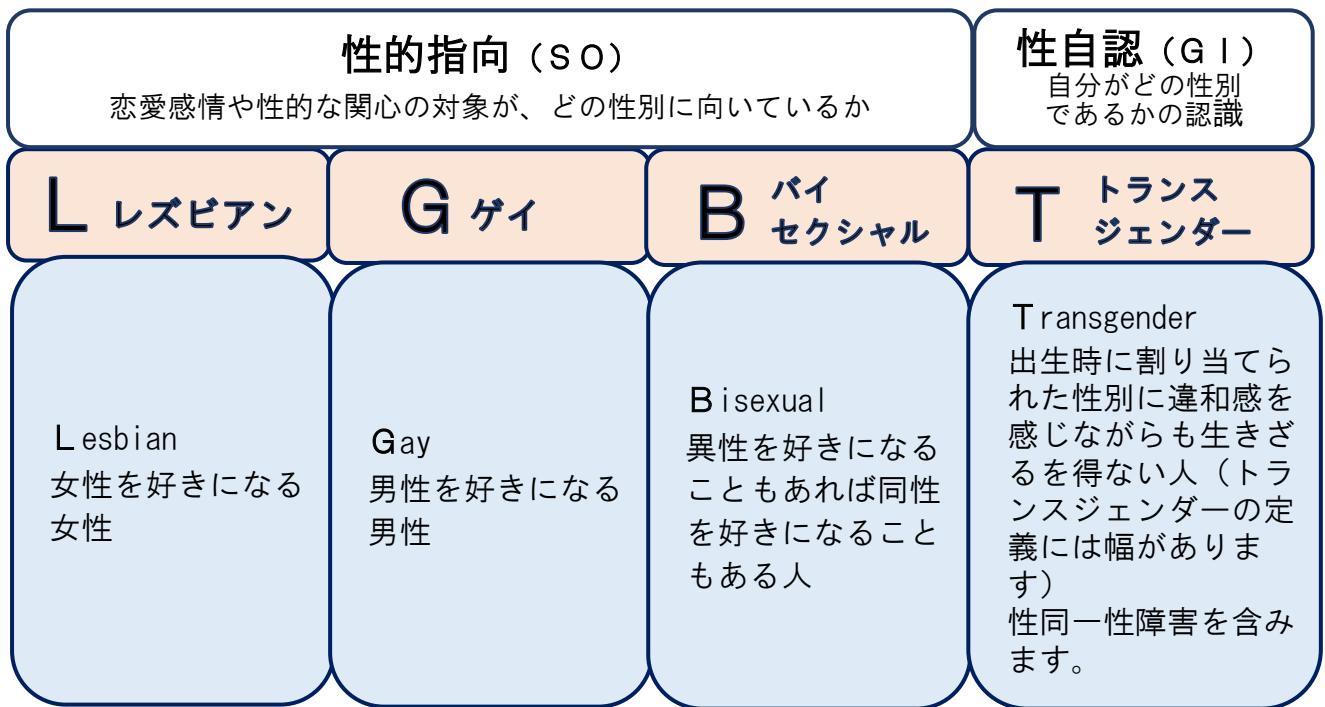 性的指向（ＳＯ）
恋愛感情や性的な関心の対象が、どの性別に向いているか
性自認（ＧＩ）
自分がどの性別
であるかの認識
L レズビアン
G ゲイ
B バイ
セクシャル
T トランス
ジェンダー
Lesbian
女性を好きになる
女性
Gay
男性を好きになる
男性
Bisexual
異性を好きになる
こともあれば同性
を好きになること
もある人
Transgender
出生時に割り当てら
れた性別に違和感を
感じながらも生きざ
るを得ない人（トラ
ンスジェンダーの定
義には幅がありま
す）
性同一性障害を含み
ます。